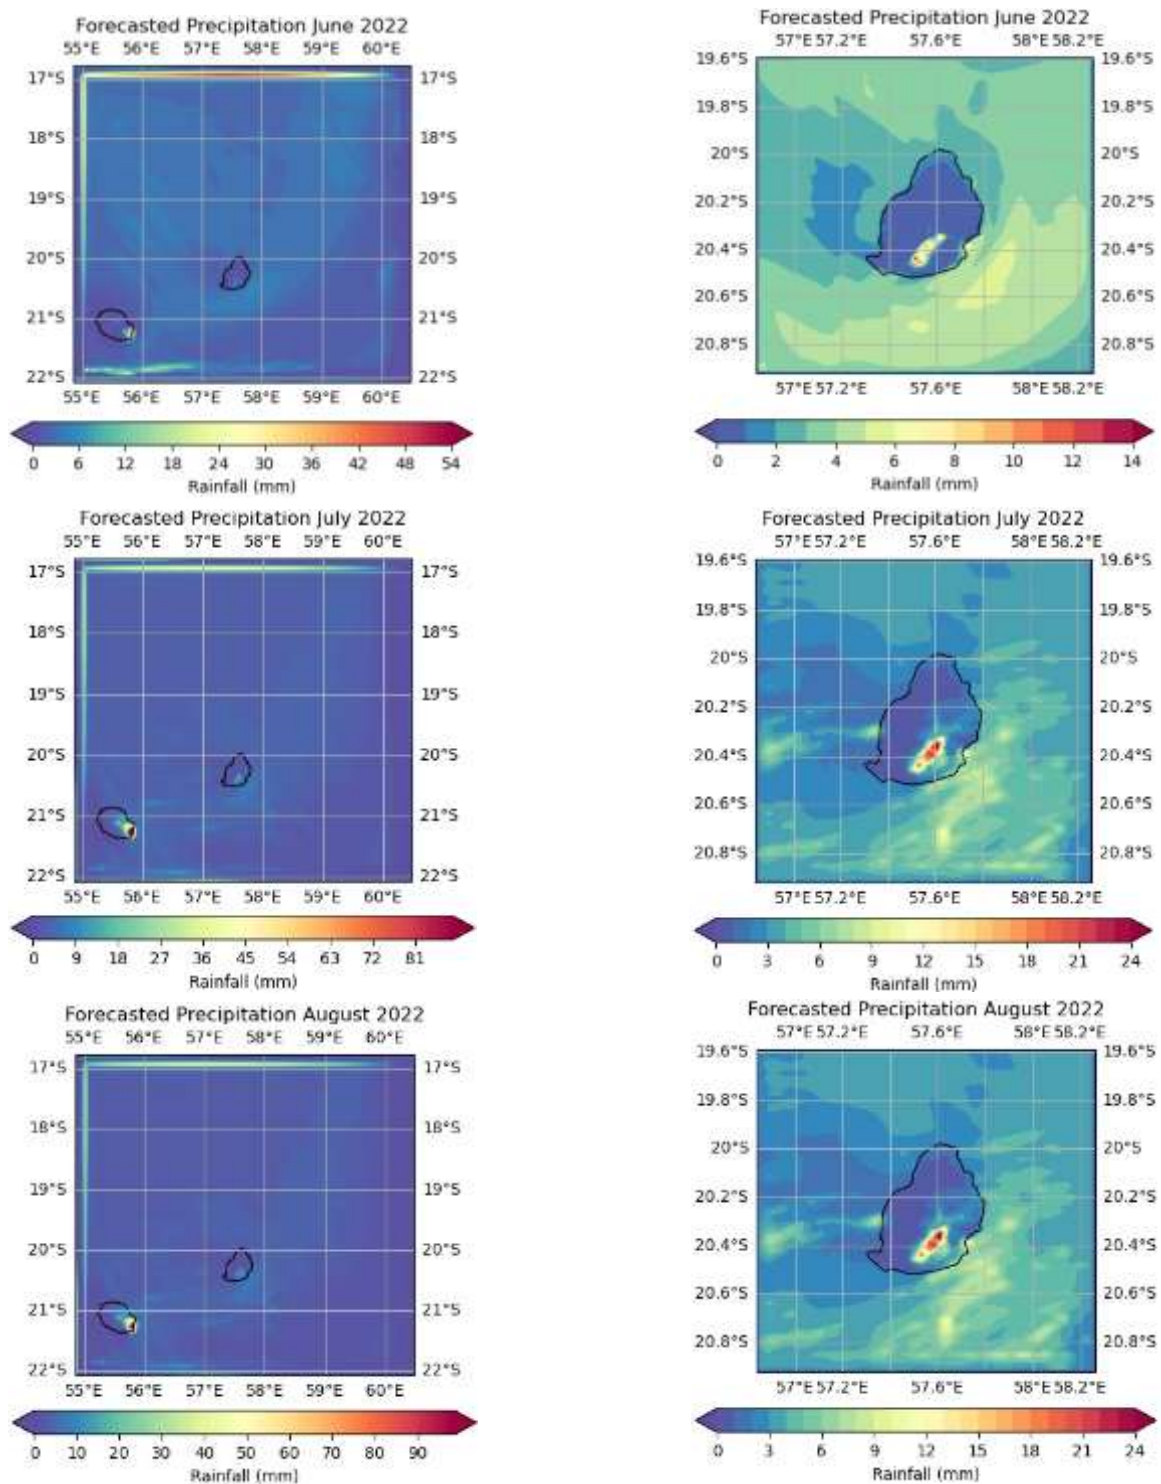 Forecasted Precipitation June 2022
55°E 56°E 57°E 58°E 59°E 60°E
17°S 17°S
18°S 18°S
19°S 19°S
20°S 20°S
21°S 21°S
22°S 22°S
55°E 56°E 57°E 58°E 59°E 60°E
0 6 12 18 24 30 36 42 48 54
Rainfall (mm)
Forecasted Precipitation June 2022
57°E 57.2°E 57.6°E 58°E 58.2°E
19.6°S 19.6°S
19.8°S 19.8°S
20°S 20°S
20.2°S 20.2°S
20.4°S 20.4°S
20.6°S 20.6°S
20.8°S 20.8°S
57°E 57.2°E 57.6°E 58°E 58.2°E
0 2 4 6 8 10 12 14
Rainfall (mm)
Forecasted Precipitation July 2022
55°E 56°E 57°E 58°E 59°E 60°E
17°S 17°S
18°S 18°S
19°S 19°S
20°S 20°S
21°S 21°S
22°S 22°S
55°E 56°E 57°E 58°E 59°E 60°E
0 9 18 27 36 45 54 63 72 81
Rainfall (mm)
Forecasted Precipitation July 2022
57°E 57.2°E 57.6°E 58°E 58.2°E
19.6°S 19.6°S
19.8°S 19.8°S
20°S 20°S
20.2°S 20.2°S
20.4°S 20.4°S
20.6°S 20.6°S
20.8°S 20.8°S
57°E 57.2°E 57.6°E 58°E 58.2°E
0 3 6 9 12 15 18 21 24
Rainfall (mm)
Forecasted Precipitation August 2022
55°E 56°E 57°E 58°E 59°E 60°E
17°S 17°S
18°S 18°S
19°S 19°S
20°S 20°S
21°S 21°S
22°S 22°S
55°E 56°E 57°E 58°E 59°E 60°E
0 10 20 30 40 50 60 70 80 90
Rainfall (mm)
Forecasted Precipitation August 2022
57°E 57.2°E 57.6°E 58°E 58.2°E
19.6°S 19.6°S
19.8°S 19.8°S
20°S 20°S
20.2°S 20.2°S
20.4°S 20.4°S
20.6°S 20.6°S
20.8°S 20.8°S
57°E 57.2°E 57.6°E 58°E 58.2°E
0 3 6 9 12 15 18 21 24
Rainfall (mm)